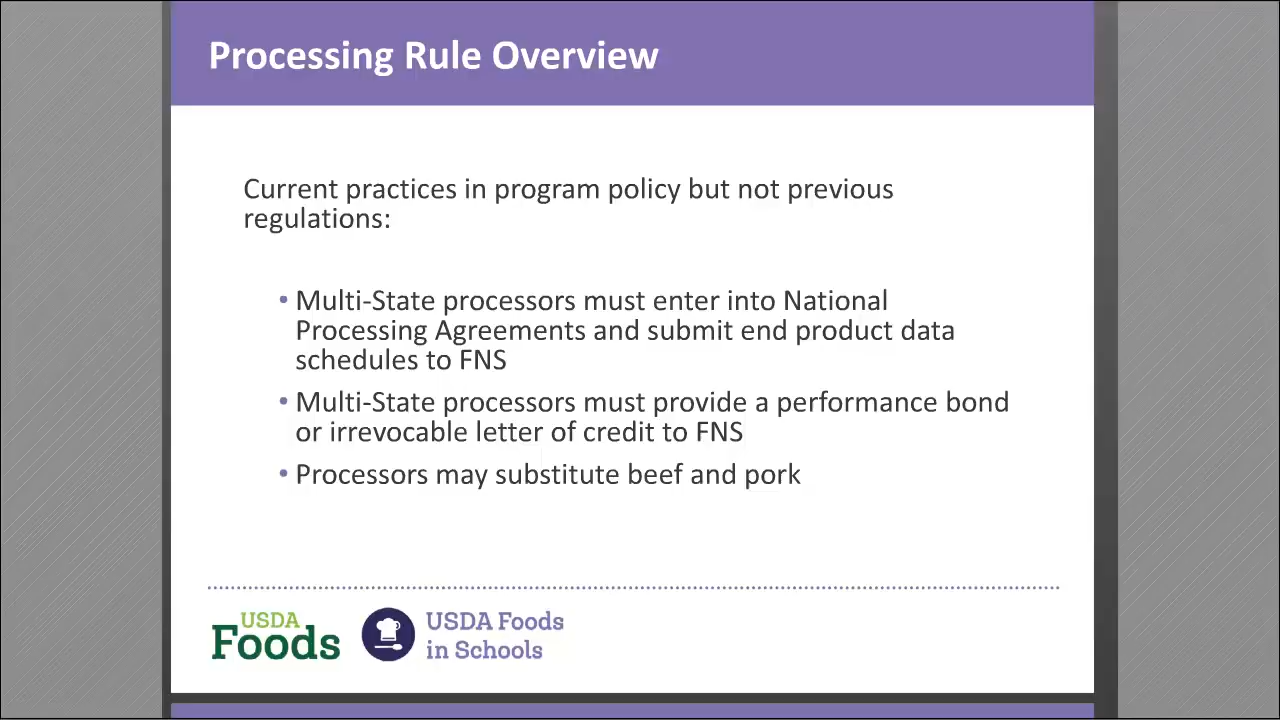 Processing Rule Overview
Current practices in program policy but not previous
regulations:
• Multi-State processors must enter into National
Processing Agreements and submit end product data
schedules to FNS
• Multi-State processors must provide a performance bond
or irrevocable letter of credit to FNS
• Processors may substitute beef and pork
USDA
Foods
USDA Foods
in Schools